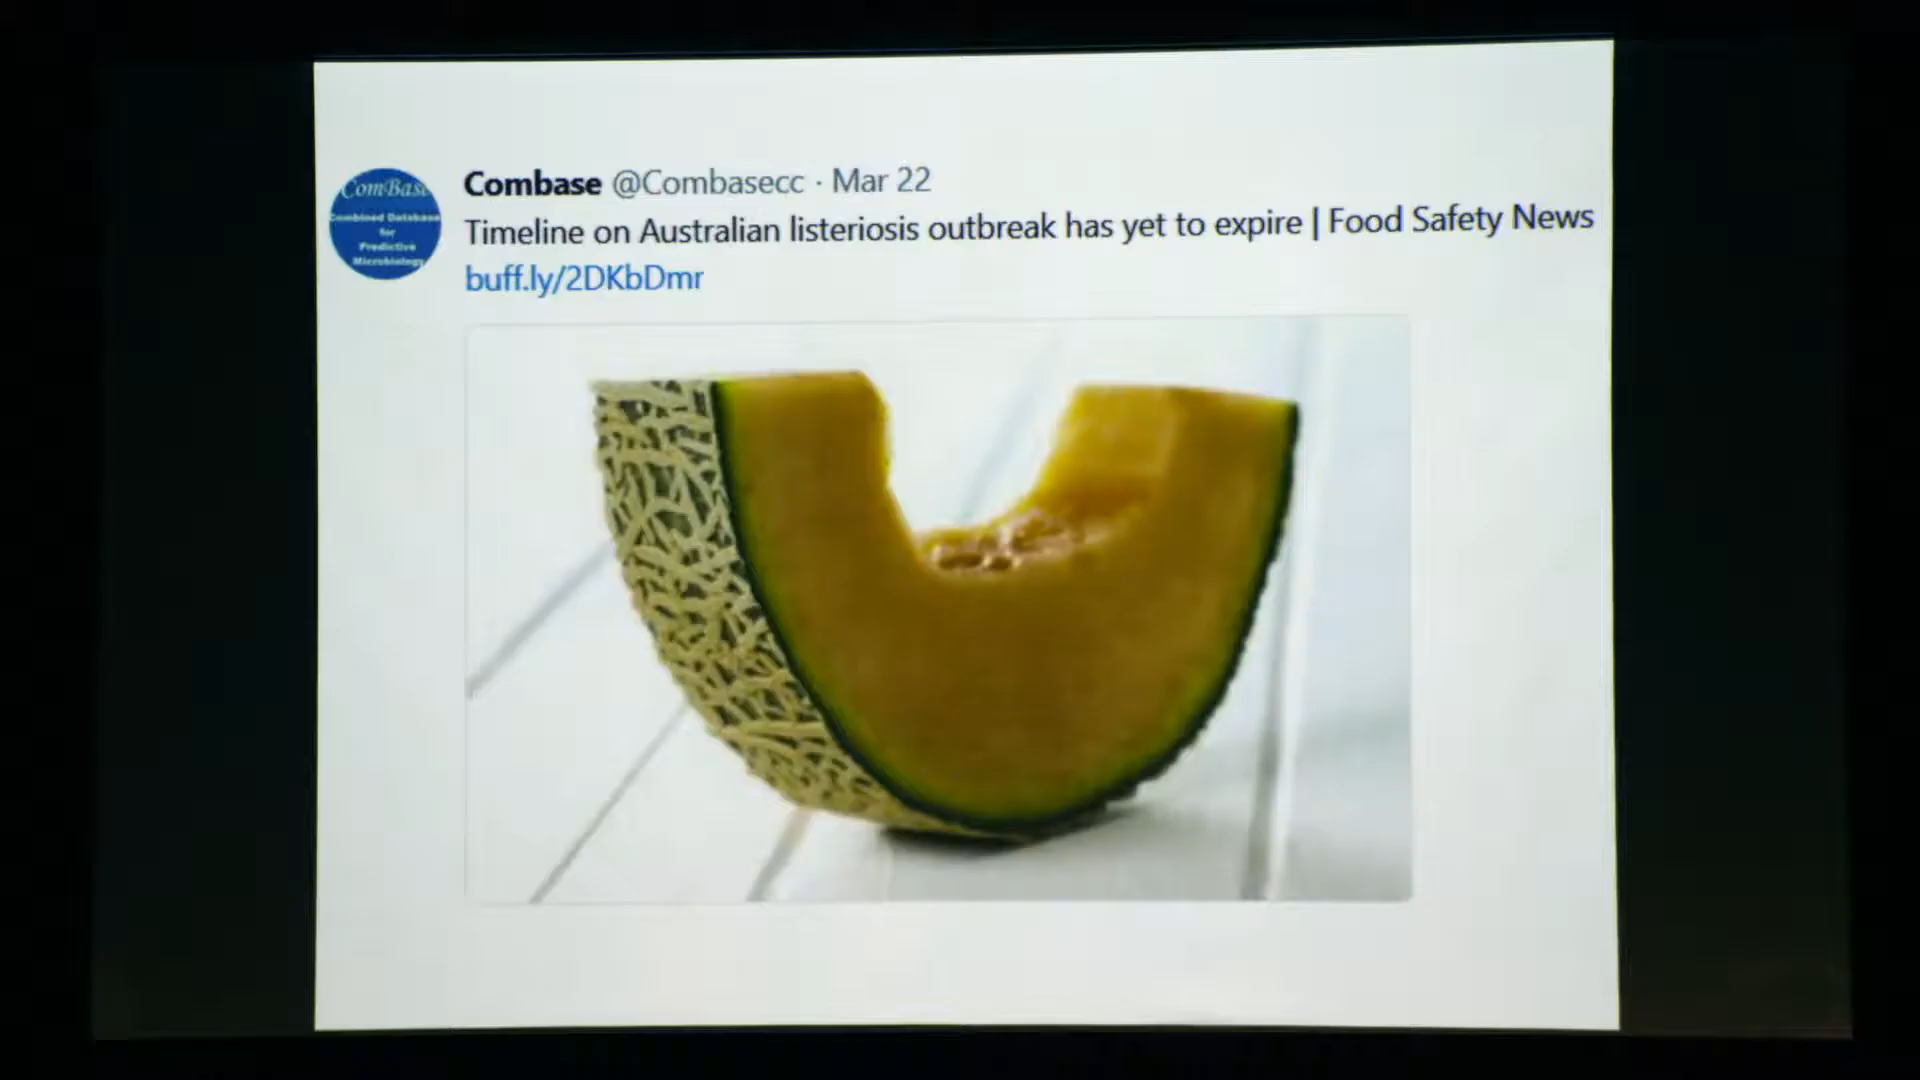 ComBase
Combined Database
for
Predictive
Microbiology
Combase @Combasecc · Mar 22
Timeline on Australian listeriosis outbreak has yet to expire | Food Safety News
buff.ly/2DKbDmr